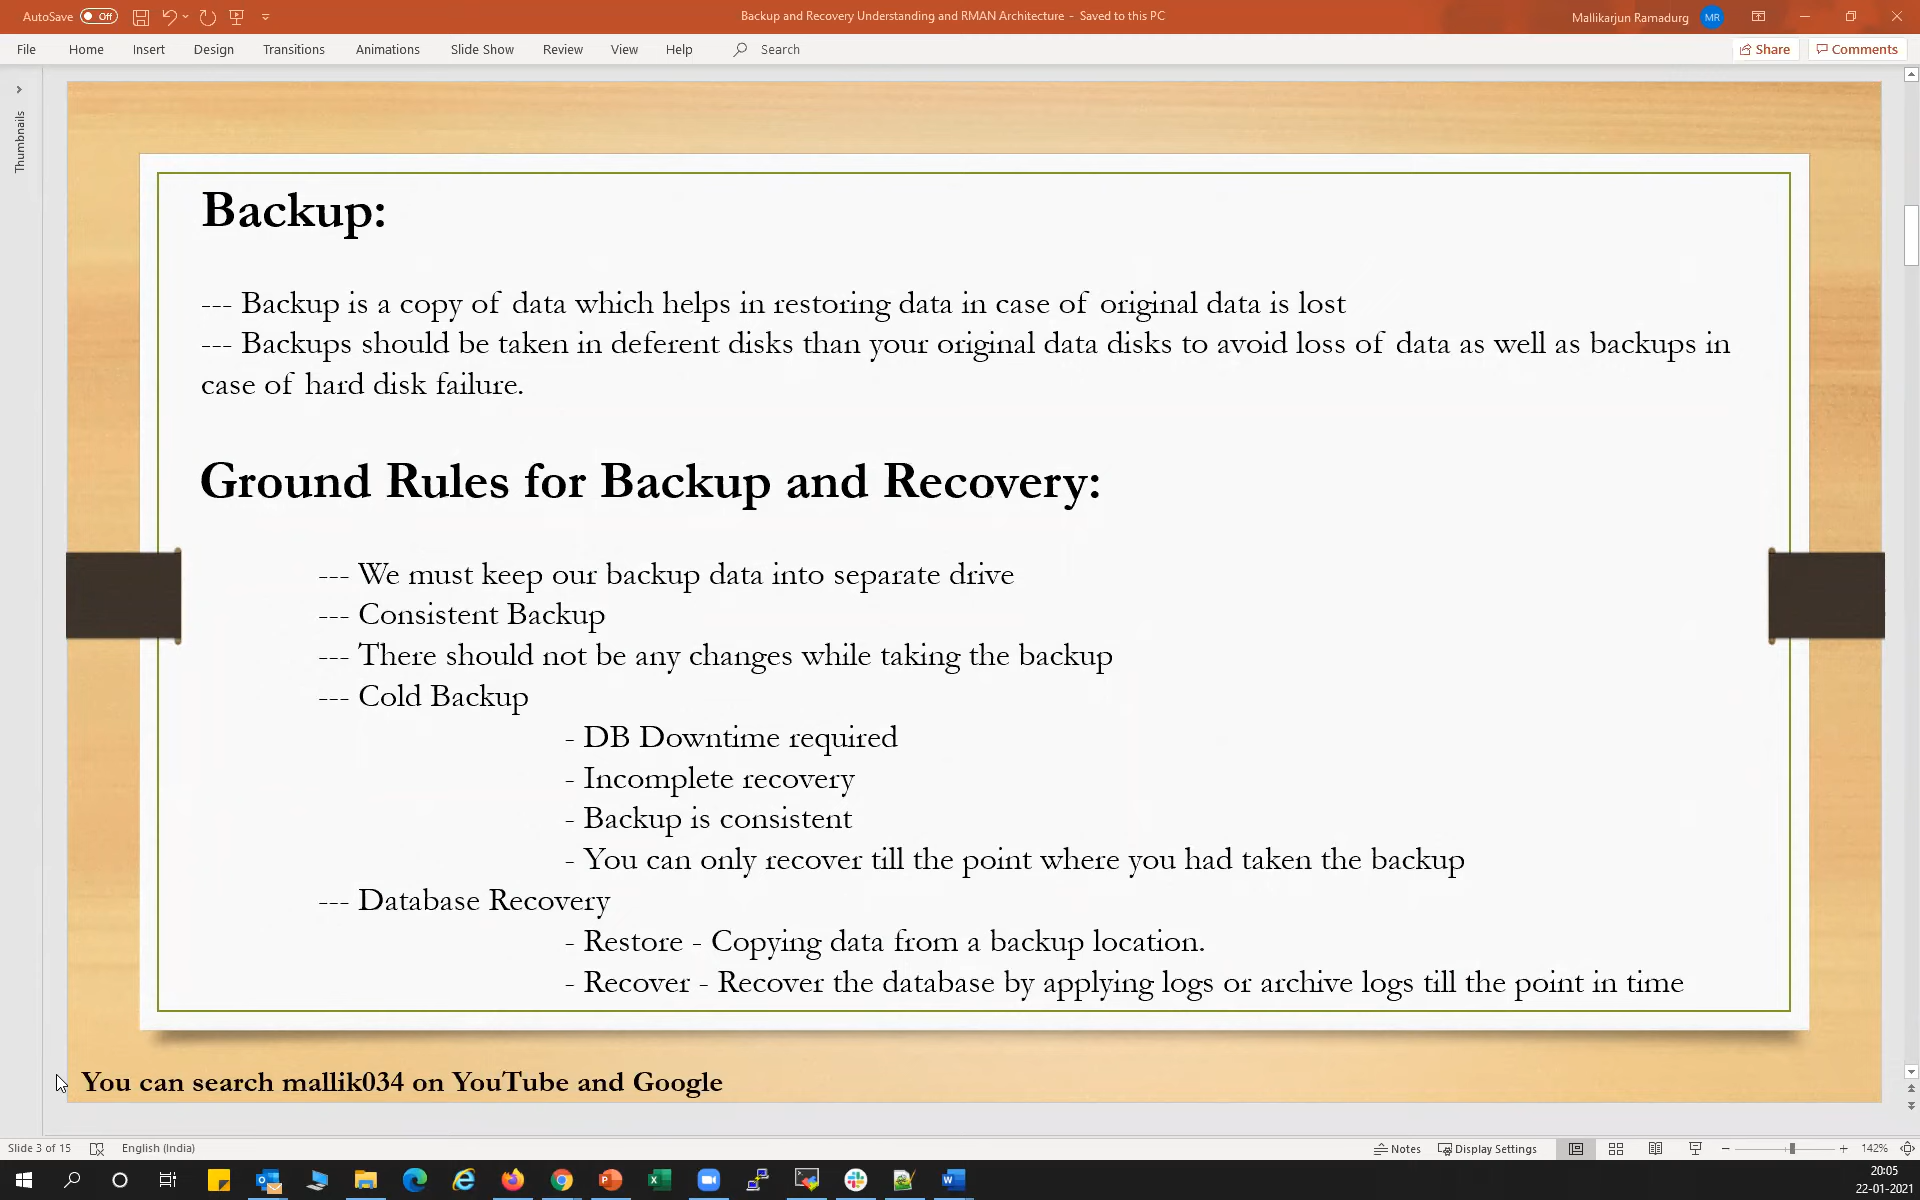 AutoSave Off
Backup and Recovery Understanding and RMAN Architecture - Saved to this PC
Mallikarjun Ramadurg MR
File Home Insert Design Transitions Animations Slide Show Review View Help Search
Share Comments
Thumbnails
Backup:
--- Backup is a copy of data which helps in restoring data in case of original data is lost
--- Backups should be taken in deferent disks than your original data disks to avoid loss of data as well as backups in
case of hard disk failure.
Ground Rules for Backup and Recovery:
--- We must keep our backup data into separate drive
--- Consistent Backup
--- There should not be any changes while taking the backup
--- Cold Backup
- DB Downtime required
- Incomplete recovery
- Backup is consistent
- You can only recover till the point where you had taken the backup
--- Database Recovery
- Restore - Copying data from a backup location.
- Recover - Recover the database by applying logs or archive logs till the point in time
You can search mallik034 on YouTube and Google
Slide 3 of 15 English (India) Notes Display Settings 142%
20:05
22-01-2021